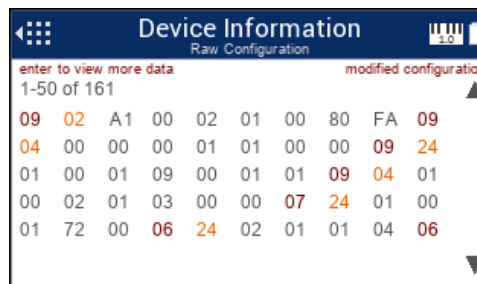 Device Information
Raw Configuration
1.0
enter to view more data
modified configuratio
1-50 of 161
09 02 A1 00 02 01 00 80 FA 09
04 00 00 00 01 01 00 00 09 24
01 00 01 09 00 01 01 09 04 01
00 02 01 03 00 00 07 24 01 00
01 72 00 06 24 02 01 01 04 06